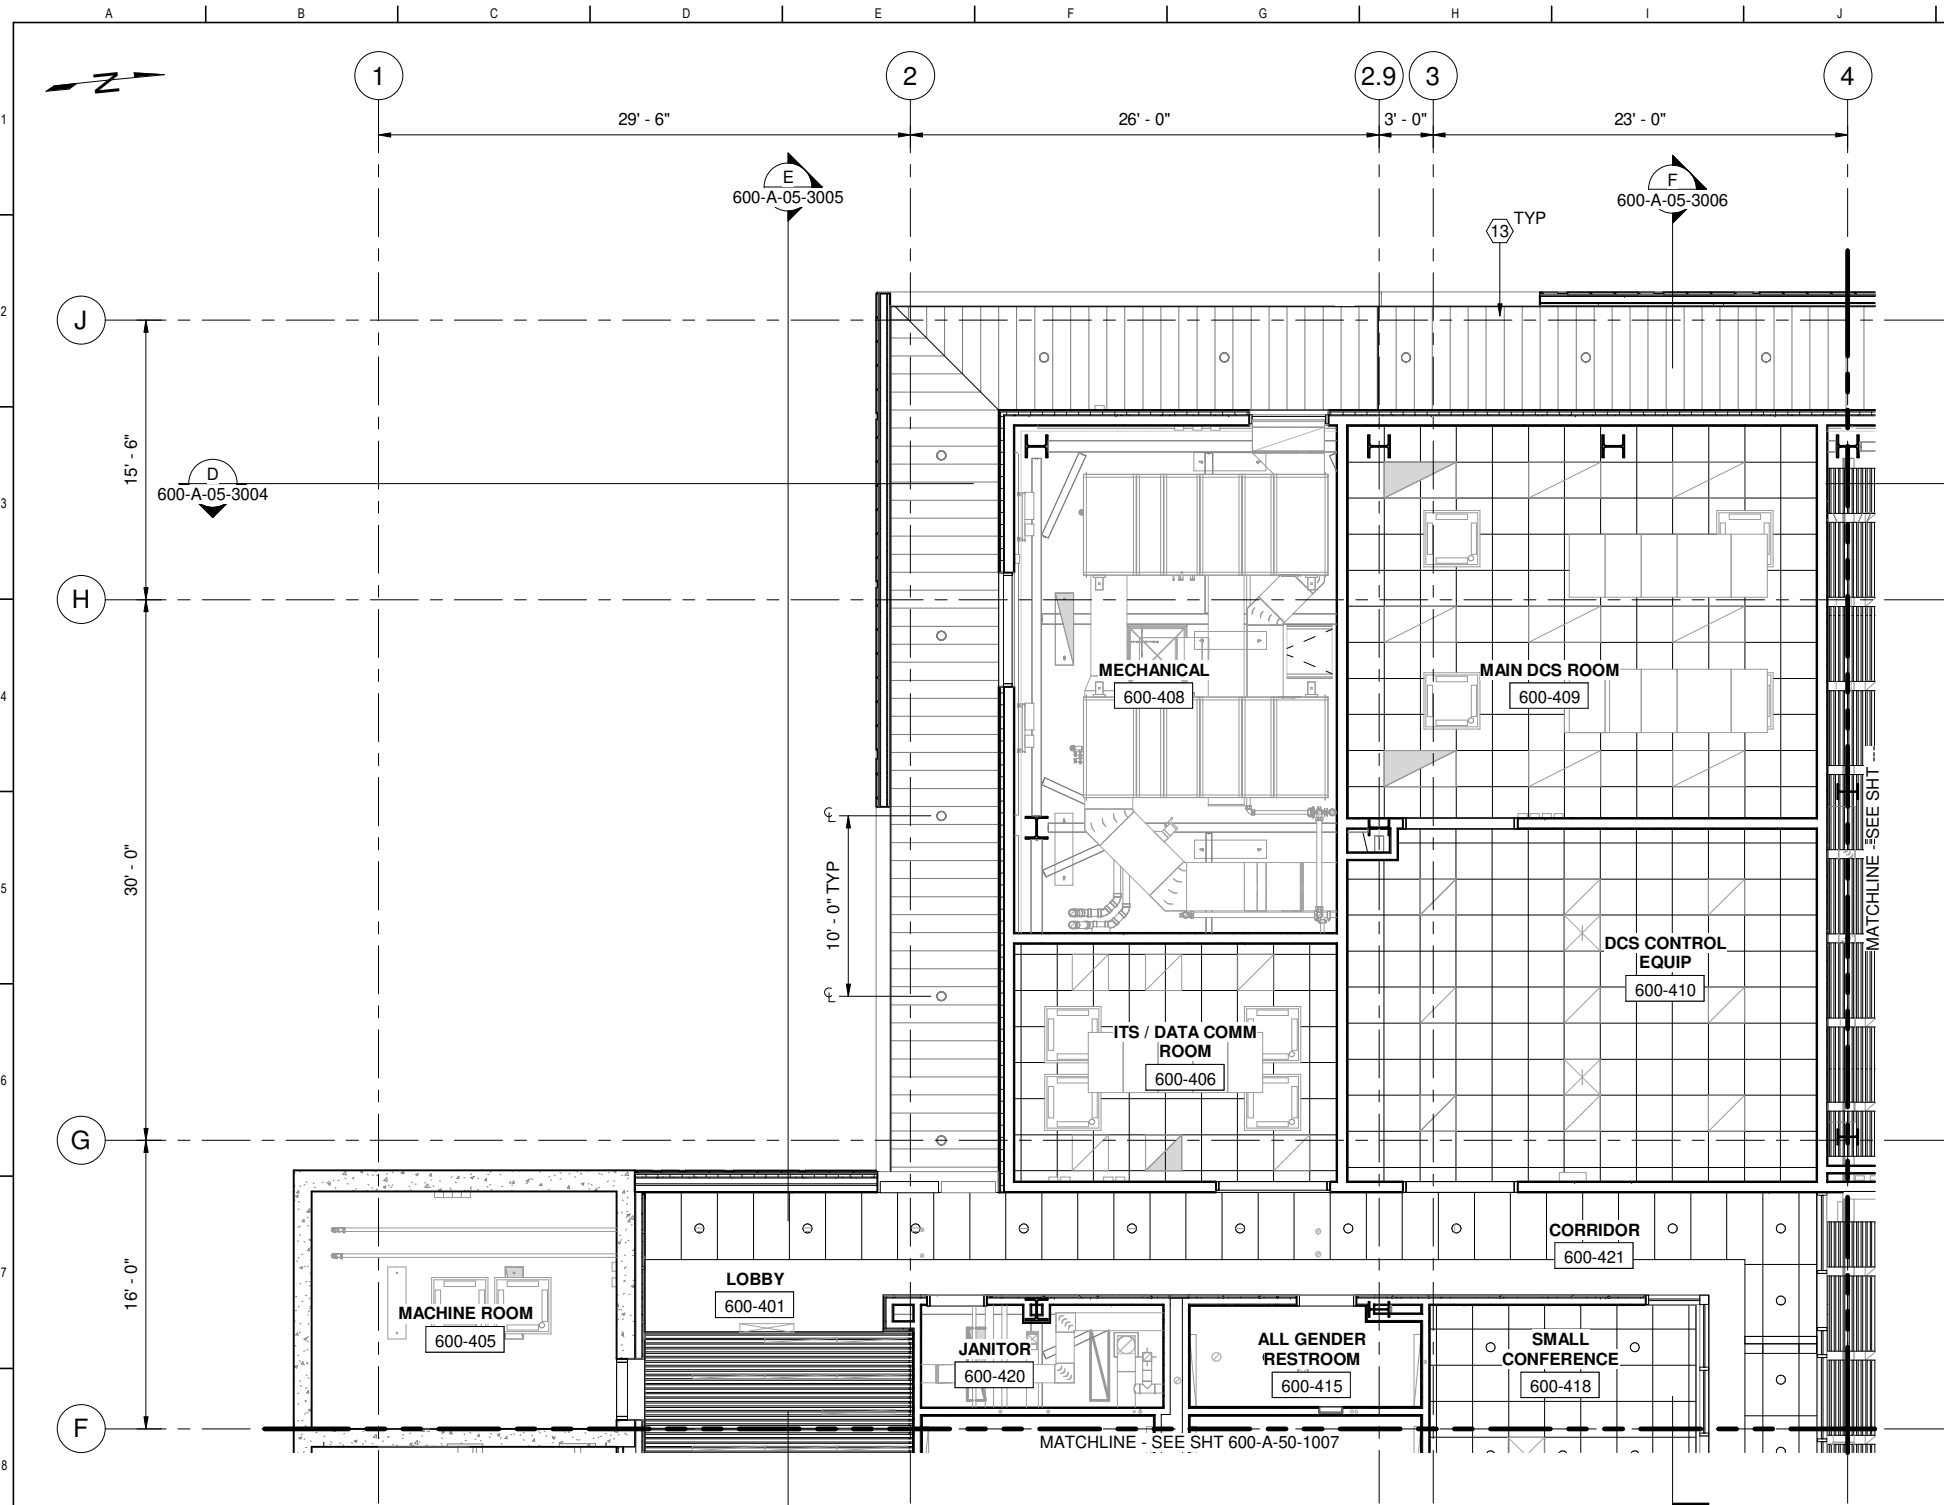 A B C D E F G H I J
1 2 2.9 3 4
N
1
29' - 6" 26' - 0" 3' - 0" 23' - 0"
E
600-A-05-3005
F
600-A-05-3006
13 TYP
2
J
15' - 6"
D
600-A-05-3004
3
H
MECHANICAL
600-408
MAIN DCS ROOM
600-409
4
MATCHLINE - SEE SHT
30' - 0"
10' - 0" TYP
5
DCS CONTROL
EQUIP
600-410
ITS / DATA COMM
ROOM
600-406
6
G
CORRIDOR
600-421
7
16' - 0"
LOBBY
600-401
MACHINE ROOM
600-405
JANITOR
600-420
ALL GENDER
RESTROOM
600-415
SMALL
CONFERENCE
600-418
F
MATCHLINE - SEE SHT 600-A-50-1007
8